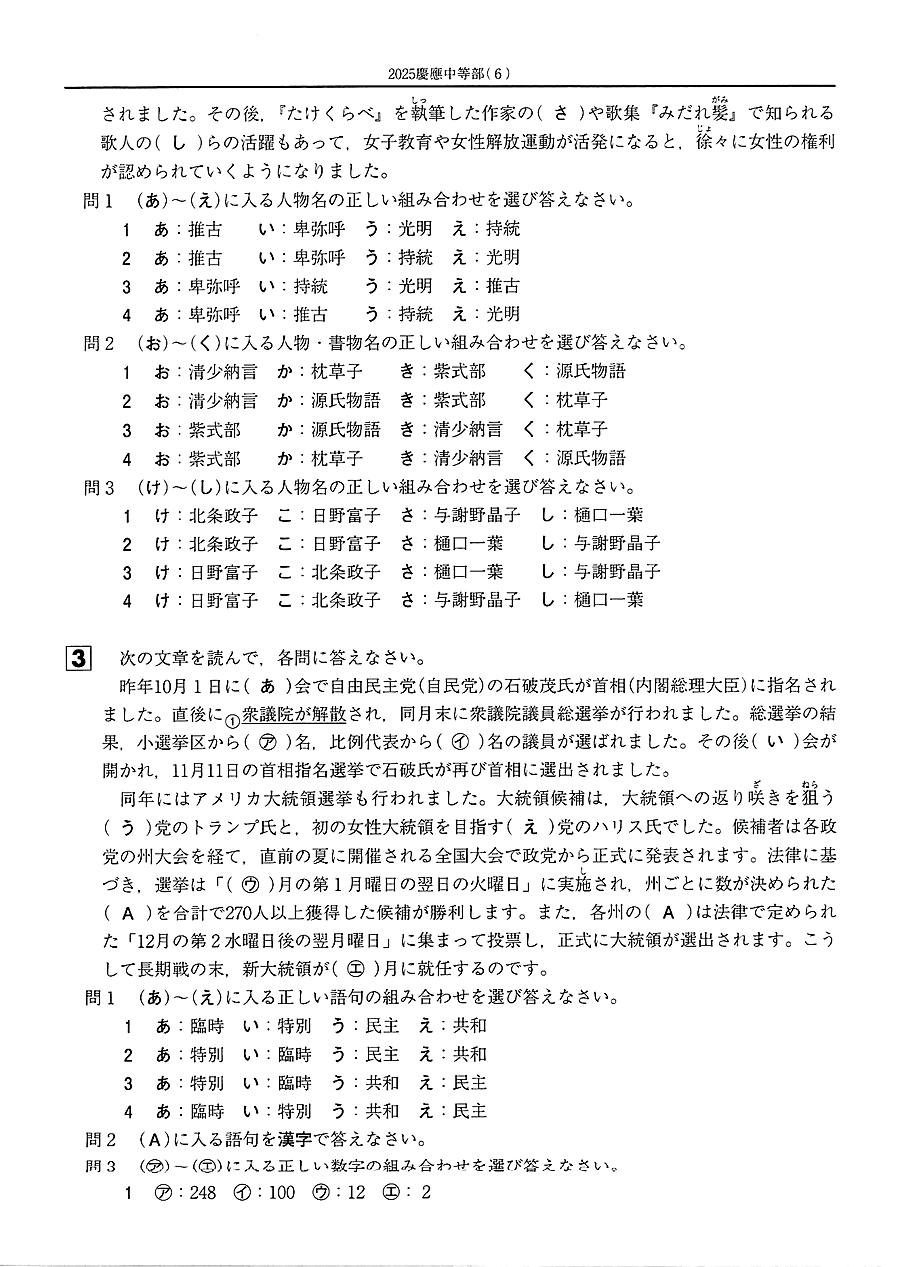 2025慶應中等部(6)
されました。その後,『たけくらべ』を執筆した作家の( さ )や歌集『みだれ髪』で知られる
歌人の( し )らの活躍もあって,女子教育や女性解放運動が活発になると,徐々に女性の権利
が認められていくようになりました。
問1 (あ)〜(え)に入る人物名の正しい組み合わせを選び答えなさい。
1 あ:推古 い:卑弥呼 う:光明 え:持統
2 あ:推古 い:卑弥呼 う:持統 え:光明
3 あ:卑弥呼 い:持統 う:光明 え:推古
4 あ:卑弥呼 い:推古 う:持統 え:光明
問2 (お)〜(く)に入る人物・書物名の正しい組み合わせを選び答えなさい。
1 お:清少納言 か:枕草子 き:紫式部 く:源氏物語
2 お:清少納言 か:源氏物語 き:紫式部 く:枕草子
3 お:紫式部 か:源氏物語 き:清少納言 く:枕草子
4 お:紫式部 か:枕草子 き:清少納言 く:源氏物語
問3 (け)〜(し)に入る人物名の正しい組み合わせを選び答えなさい。
1 け:北条政子 こ:日野富子 さ:与謝野晶子 し:樋口一葉
2 け:北条政子 こ:日野富子 さ:樋口一葉 し:与謝野晶子
3 け:日野富子 こ:北条政子 さ:樋口一葉 し:与謝野晶子
4 け:日野富子 こ:北条政子 さ:与謝野晶子 し:樋口一葉
3 次の文章を読んで,各問に答えなさい。
昨年10月1日に( あ )会で自由民主党(自民党)の石破茂氏が首相(内閣総理大臣)に指名され
ました。直後に①衆議院が解散され,同月末に衆議院議員総選挙が行われました。総選挙の結
果,小選挙区から( ㋐ )名,比例代表から( ㋑ )名の議員が選ばれました。その後( い )会が
開かれ,11月11日の首相指名選挙で石破氏が再び首相に選出されました。
同年にはアメリカ大統領選挙も行われました。大統領候補は,大統領への返り咲きを狙う
( う )党のトランプ氏と,初の女性大統領を目指す( え )党のハリス氏でした。候補者は各政
党の州大会を経て,直前の夏に開催される全国大会で政党から正式に発表されます。法律に基
づき,選挙は「( ㋒ )月の第1月曜日の翌日の火曜日」に実施され,州ごとに数が決められた
( A )を合計で270人以上獲得した候補が勝利します。また,各州の( A )は法律で定められ
た「12月の第2水曜日後の翌月曜日」に集まって投票し,正式に大統領が選出されます。こう
して長期戦の末,新大統領が( ㋓ )月に就任するのです。
問1 (あ)〜(え)に入る正しい語句の組み合わせを選び答えなさい。
1 あ:臨時 い:特別 う:民主 え:共和
2 あ:特別 い:臨時 う:民主 え:共和
3 あ:特別 い:臨時 う:共和 え:民主
4 あ:臨時 い:特別 う:共和 え:民主
問2 (A)に入る語句を漢字で答えなさい。
問3 (㋐)〜(㋓)に入る正しい数字の組み合わせを選び答えなさい。
1 ㋐:248 ㋑:100 ㋒:12 ㋓:2